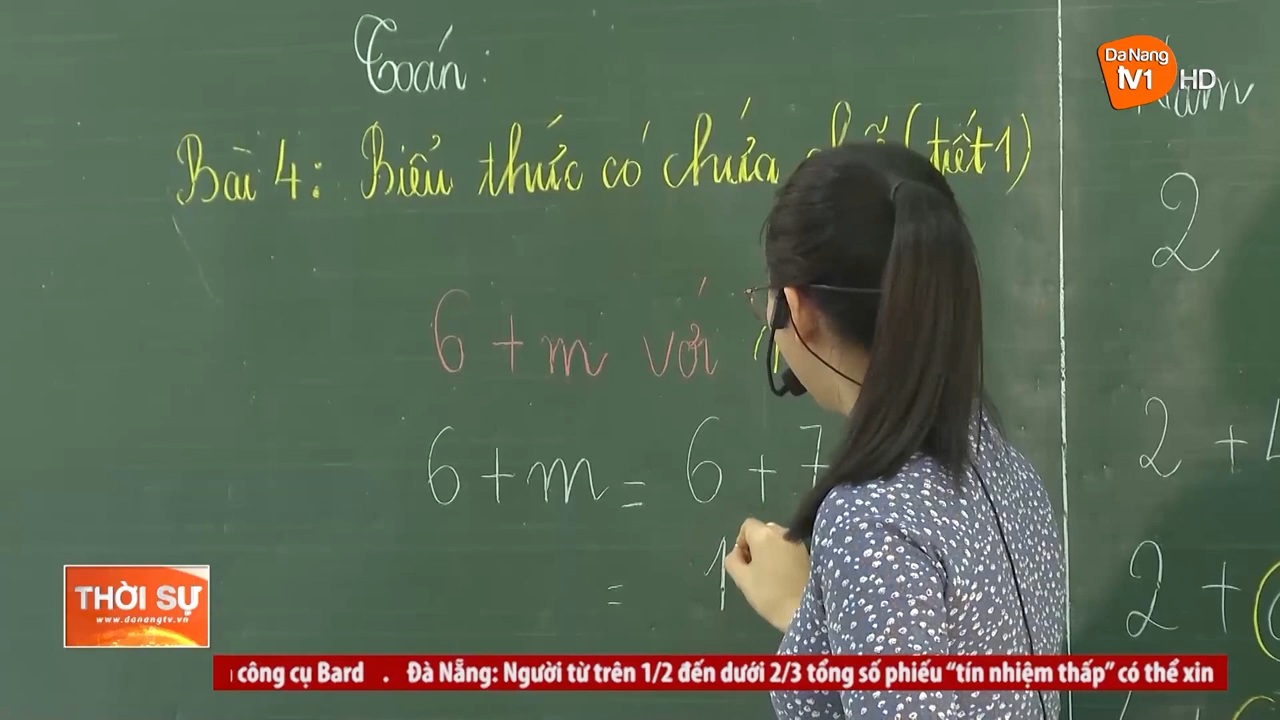 Toán:
Bài 4: Biểu thức có chứa (tiết 1)
6 + m với
6 + m = 6 + 7
= 1
2
2 + 4
2 +
Da Nang
TV1 HD
THỜI SỰ
www.danangtv.vn
công cụ Bard . Đà Nẵng: Người từ trên 1/2 đến dưới 2/3 tổng số phiếu “tín nhiệm thấp” có thể xin